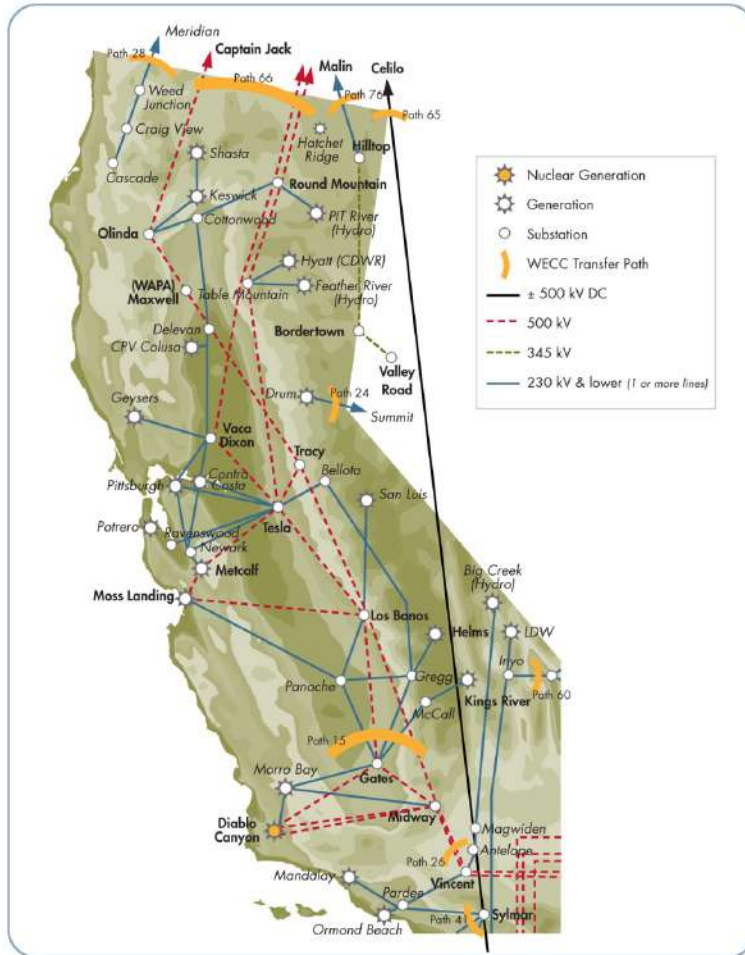 Meridian
Path 28
Captain Jack
Path 66
Malin
Celilo
Path 76
Path 65
Weed
Junction
Craig View
Cascade
Shasta
Hatchet
Ridge
Hilltop
Keswick
Round Mountain
Cottonwood
PIT River
(Hydro)
Olinda
Hyatt (CDWR)
(WAPA)
Maxwell
Table Mountain
Feather River
(Hydro)
Delevan
Bordertown
CPV Colusa
Valley
Road
Geysers
Drum
Path 24
Summit
Vaca
Dixon
Tracy
Contra
Costa
Bellota
Pittsburgh
San Luis
Tesla
Potrero
Ravenswood
Newark
Metcalf
Big Creek
(Hydro)
Moss Landing
Los Banos
Helms
LDW
Inyo
Panoche
Gregg
Kings River
Path 60
McCall
Path 15
Gates
Morro Bay
Midway
Diablo
Canyon
Magwiden
Antelope
Path 26
Vincent
Mandalay
Pardee
Path 41
Sylmar
Ormond Beach
Nuclear Generation
Generation
Substation
WECC Transfer Path
± 500 kV DC
500 kV
345 kV
230 kV & lower (1 or more lines)